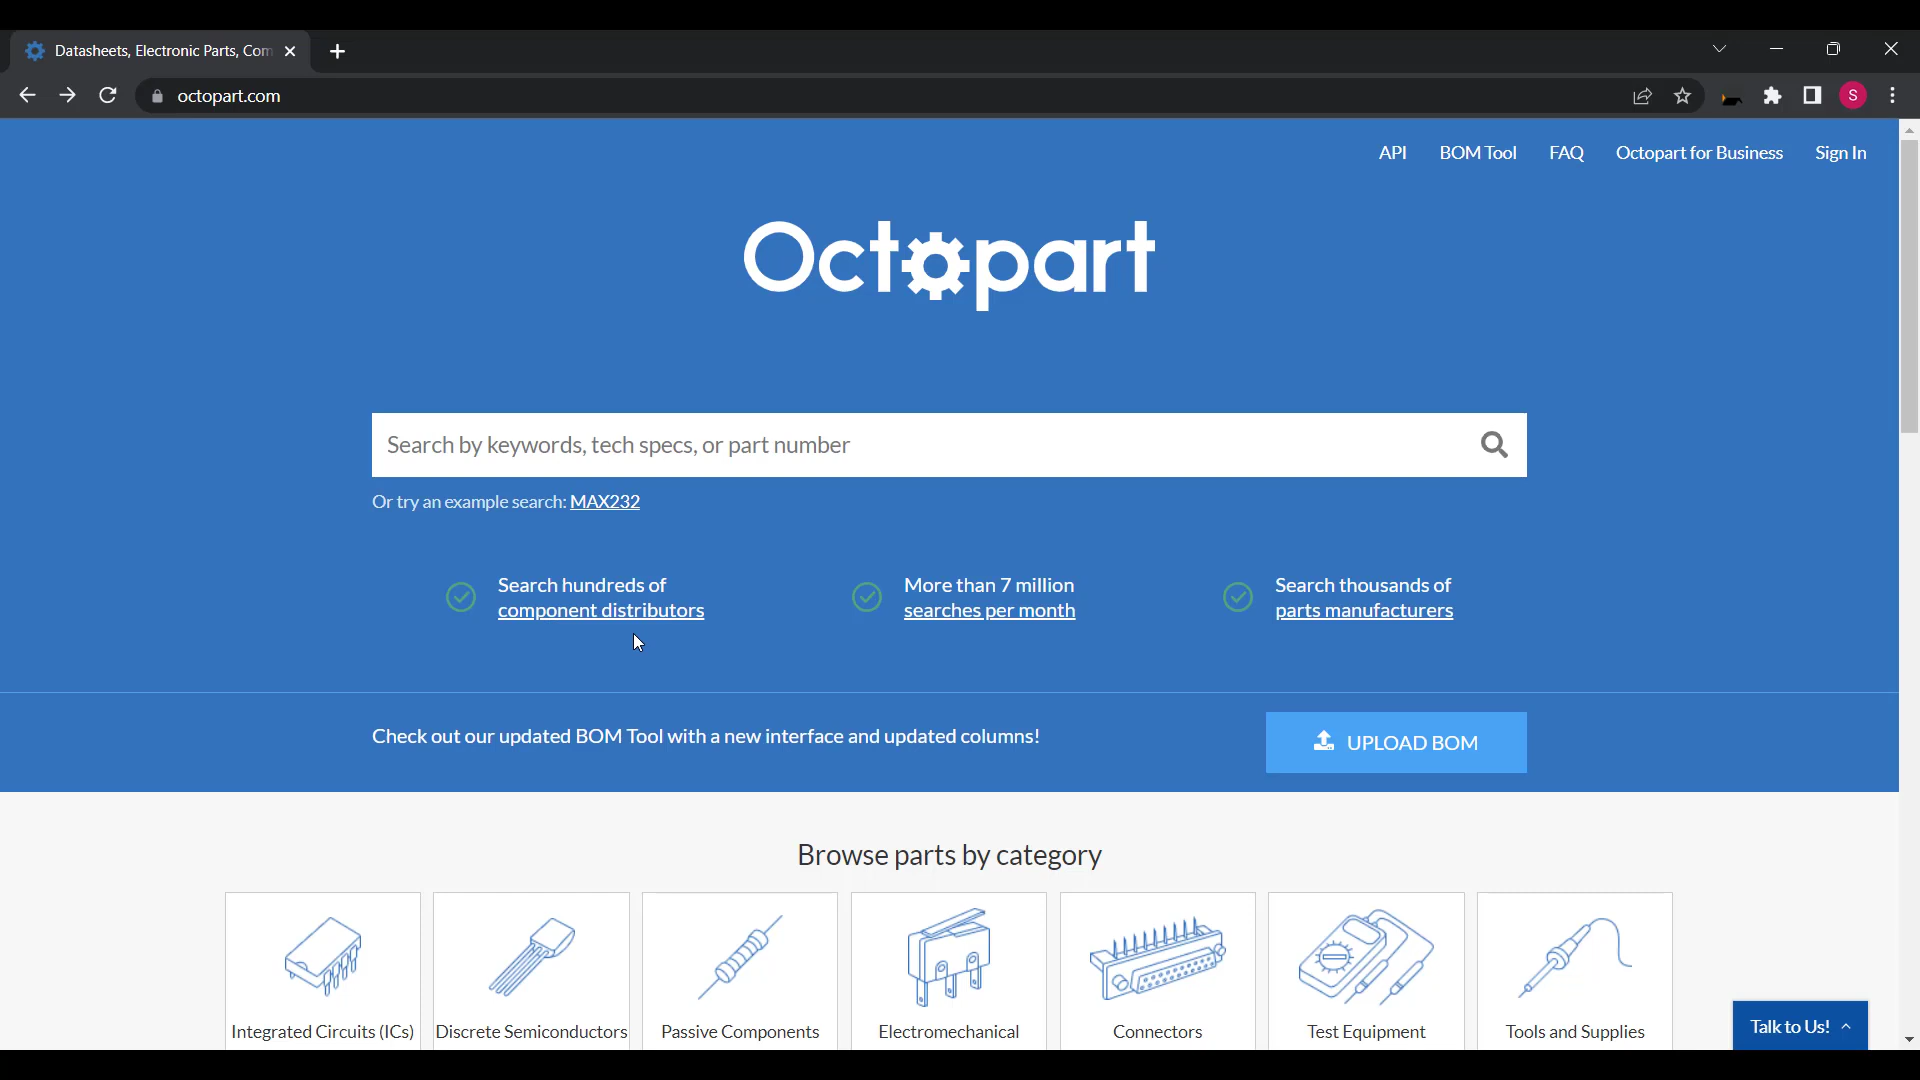 Datasheets, Electronic Parts, Com
octopart.com
S
API BOM Tool FAQ Octopart for Business Sign In
Octopart
Search by keywords, tech specs, or part number
Or try an example search: MAX232
Search hundreds of
component distributors
More than 7 million
searches per month
Search thousands of
parts manufacturers
Check out our updated BOM Tool with a new interface and updated columns!
UPLOAD BOM
Browse parts by category
Integrated Circuits (ICs)
Discrete Semiconductors
Passive Components
Electromechanical
Connectors
Test Equipment
Tools and Supplies
Talk to Us!